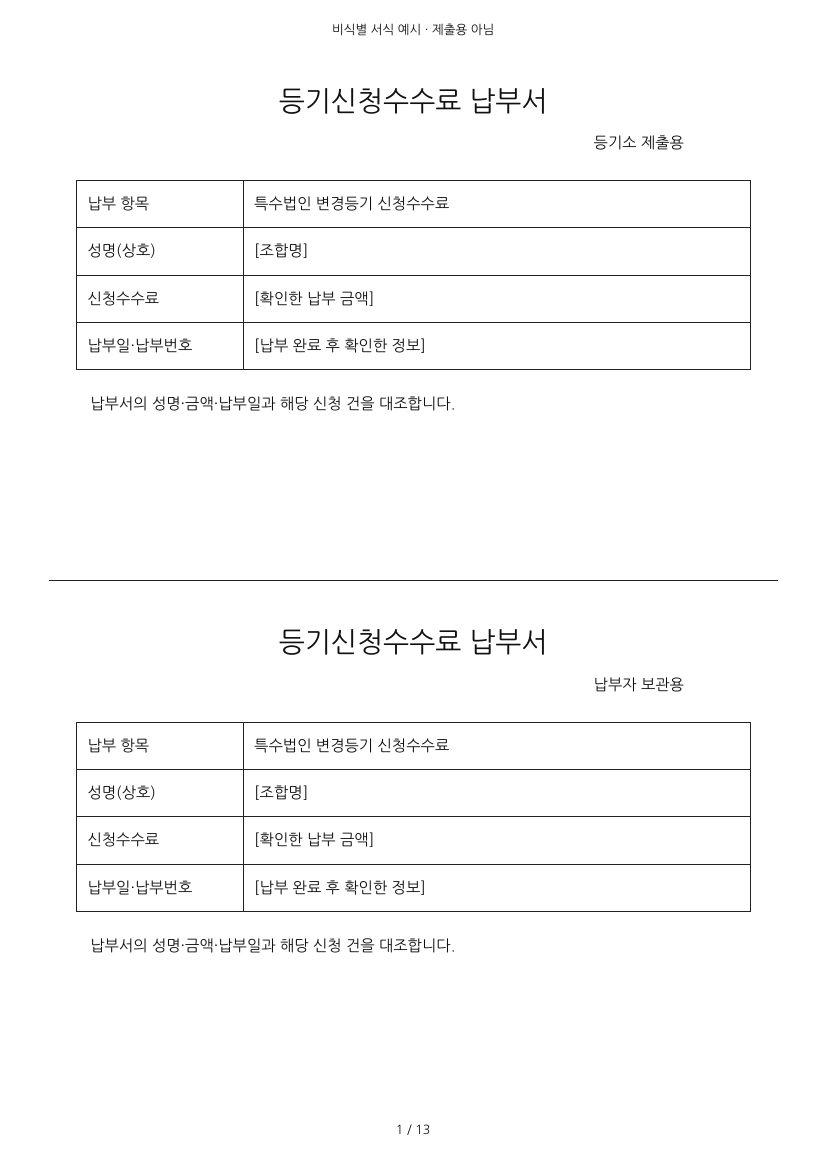 비식별 서식 예시 · 제출용 아님
등기신청수수료 납부서
등기소 제출용
납부 항목 특수법인 변경등기 신청수수료
성명(상호) [조합명]
신청수수료 [확인한 납부 금액]
납부일·납부번호 [납부 완료 후 확인한 정보]
납부서의 성명·금액·납부일과 해당 신청 건을 대조합니다.
등기신청수수료 납부서
납부자 보관용
납부 항목 특수법인 변경등기 신청수수료
성명(상호) [조합명]
신청수수료 [확인한 납부 금액]
납부일·납부번호 [납부 완료 후 확인한 정보]
납부서의 성명·금액·납부일과 해당 신청 건을 대조합니다.
1 / 13